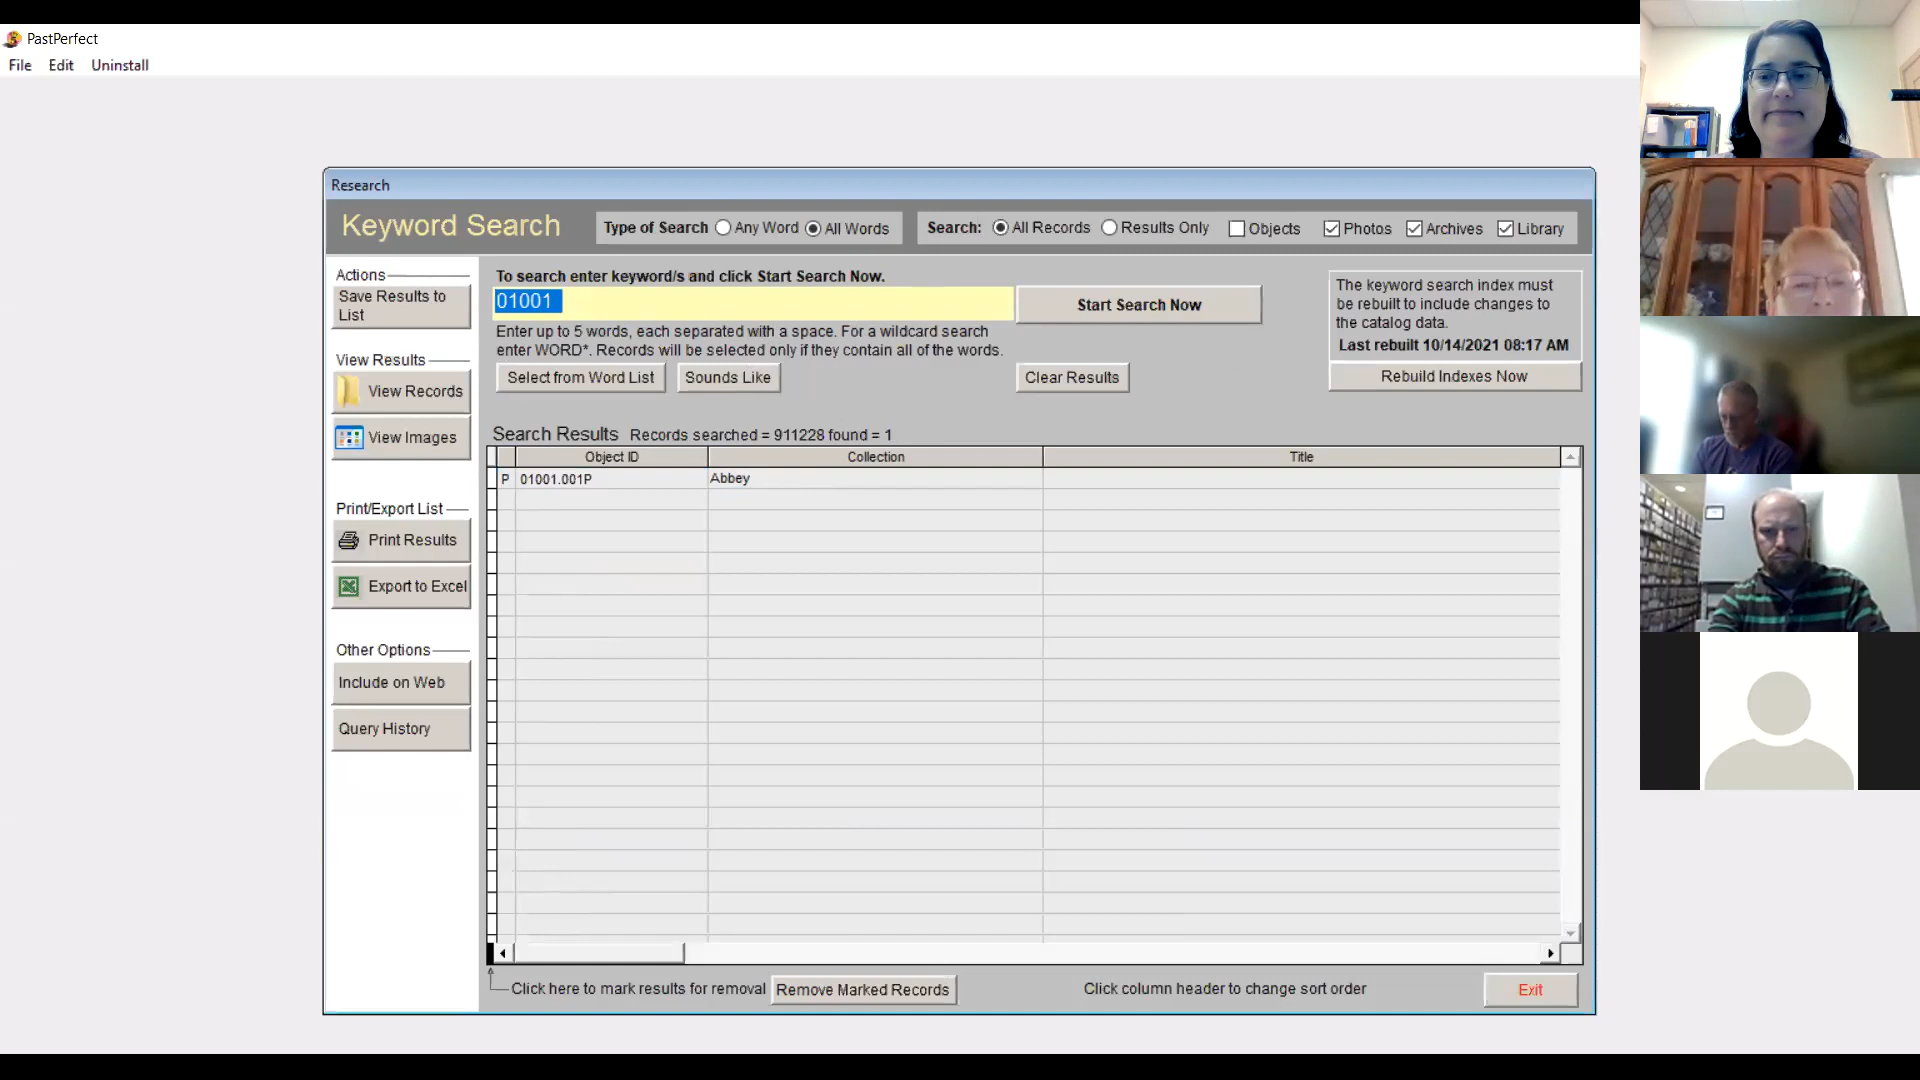 PastPerfect
File Edit Uninstall
Research
Keyword Search
Type of Search Any Word All Words
Search: All Records Results Only Objects Photos Archives Library
Actions
Save Results to
List
View Results
View Records
View Images
Print/Export List
Print Results
Export to Excel
Other Options
Include on Web
Query History
To search enter keyword/s and click Start Search Now.
01001
Start Search Now
Enter up to 5 words, each separated with a space. For a wildcard search
enter WORD*. Records will be selected only if they contain all of the words.
Select from Word List Sounds Like Clear Results
The keyword search index must
be rebuilt to include changes to
the catalog data.
Last rebuilt 10/14/2021 08:17 AM
Rebuild Indexes Now
Search Results Records searched = 911228 found = 1
Object ID Collection Title
P 01001.001P Abbey
Click here to mark results for removal Remove Marked Records Click column header to change sort order Exit